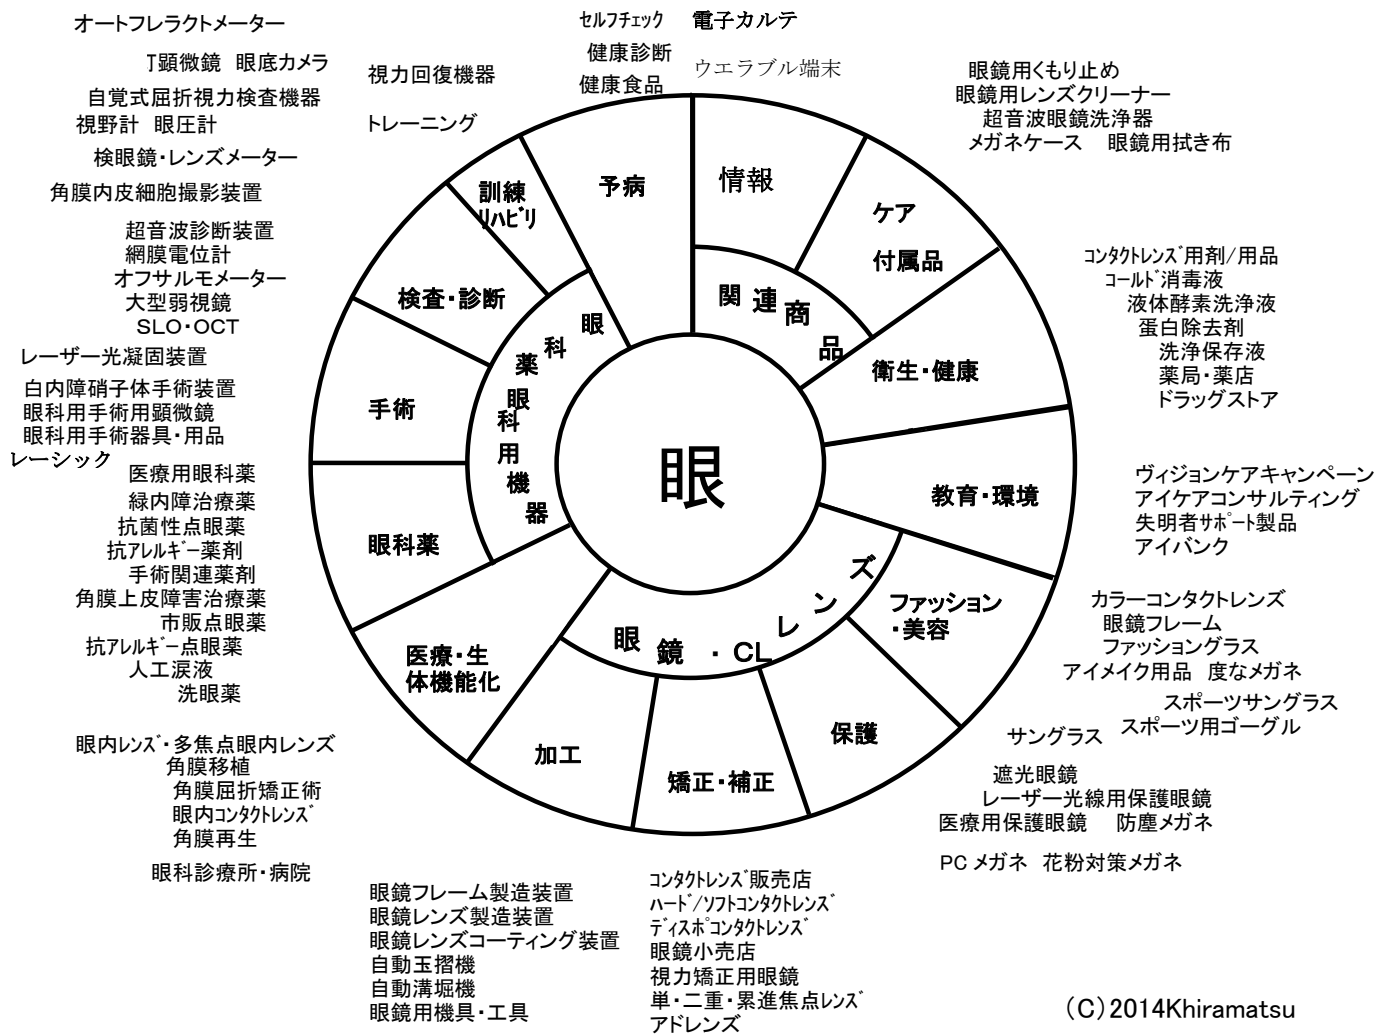 オートフレラクトメーター
T顕微鏡 眼底カメラ
自覚式屈折視力検査機器
視野計 眼圧計
検眼鏡・レンズメーター
角膜内皮細胞撮影装置
超音波診断装置
網膜電位計
オフサルモメーター
大型弱視鏡
SLO・OCT
レーザー光凝固装置
白内障硝子体手術装置
眼科用手術用顕微鏡
眼科用手術器具・用品
レーシック
医療用眼科薬
緑内障治療薬
抗菌性点眼薬
抗アレルギー薬剤
手術関連薬剤
角膜上皮障害治療薬
市販点眼薬
抗アレルギー点眼薬
人工涙液
洗眼薬
眼内レンズ・多焦点眼内レンズ
角膜移植
角膜屈折矯正術
眼内コンタクトレンズ
角膜再生
眼科診療所・病院
視力回復機器
トレーニング
セルフチェック
健康診断
健康食品
電子カルテ
ウエラブル端末
眼鏡用くもり止め
眼鏡用レンズクリーナー
超音波眼鏡洗浄器
メガネケース 眼鏡用拭き布
コンタクトレンズ用剤/用品
コールド消毒液
液体酵素洗浄液
蛋白除去剤
洗浄保存液
薬局・薬店
ドラッグストア
ヴィジョンケアキャンペーン
アイケアコンサルティング
失明者サポート製品
アイバンク
カラーコンタクトレンズ
眼鏡フレーム
ファッショングラス
アイメイク用品 度なメガネ
スポーツサングラス
スポーツ用ゴーグル
サングラス
遮光眼鏡
レーザー光線用保護眼鏡
医療用保護眼鏡 防塵メガネ
PCメガネ 花粉対策メガネ
眼鏡フレーム製造装置
眼鏡レンズ製造装置
眼鏡レンズコーティング装置
自動玉摺機
自動溝堀機
眼鏡用機具・工具
コンタクトレンズ販売店
ハード/ソフトコンタクトレンズ
ディスポコンタクトレンズ
眼鏡小売店
視力矯正用眼鏡
単・二重・累進焦点レンズ
アドレンズ
予病
情報
ケア
付属品
衛生・健康
教育・環境
ファッション
・美容
保護
矯正・補正
加工
医療・生
体機能化
眼科薬
手術
検査・診断
訓練
リハビリ
関連商品
眼科薬眼科用機器
眼鏡・CLレンズ
眼
(C)2014Khiramatsu